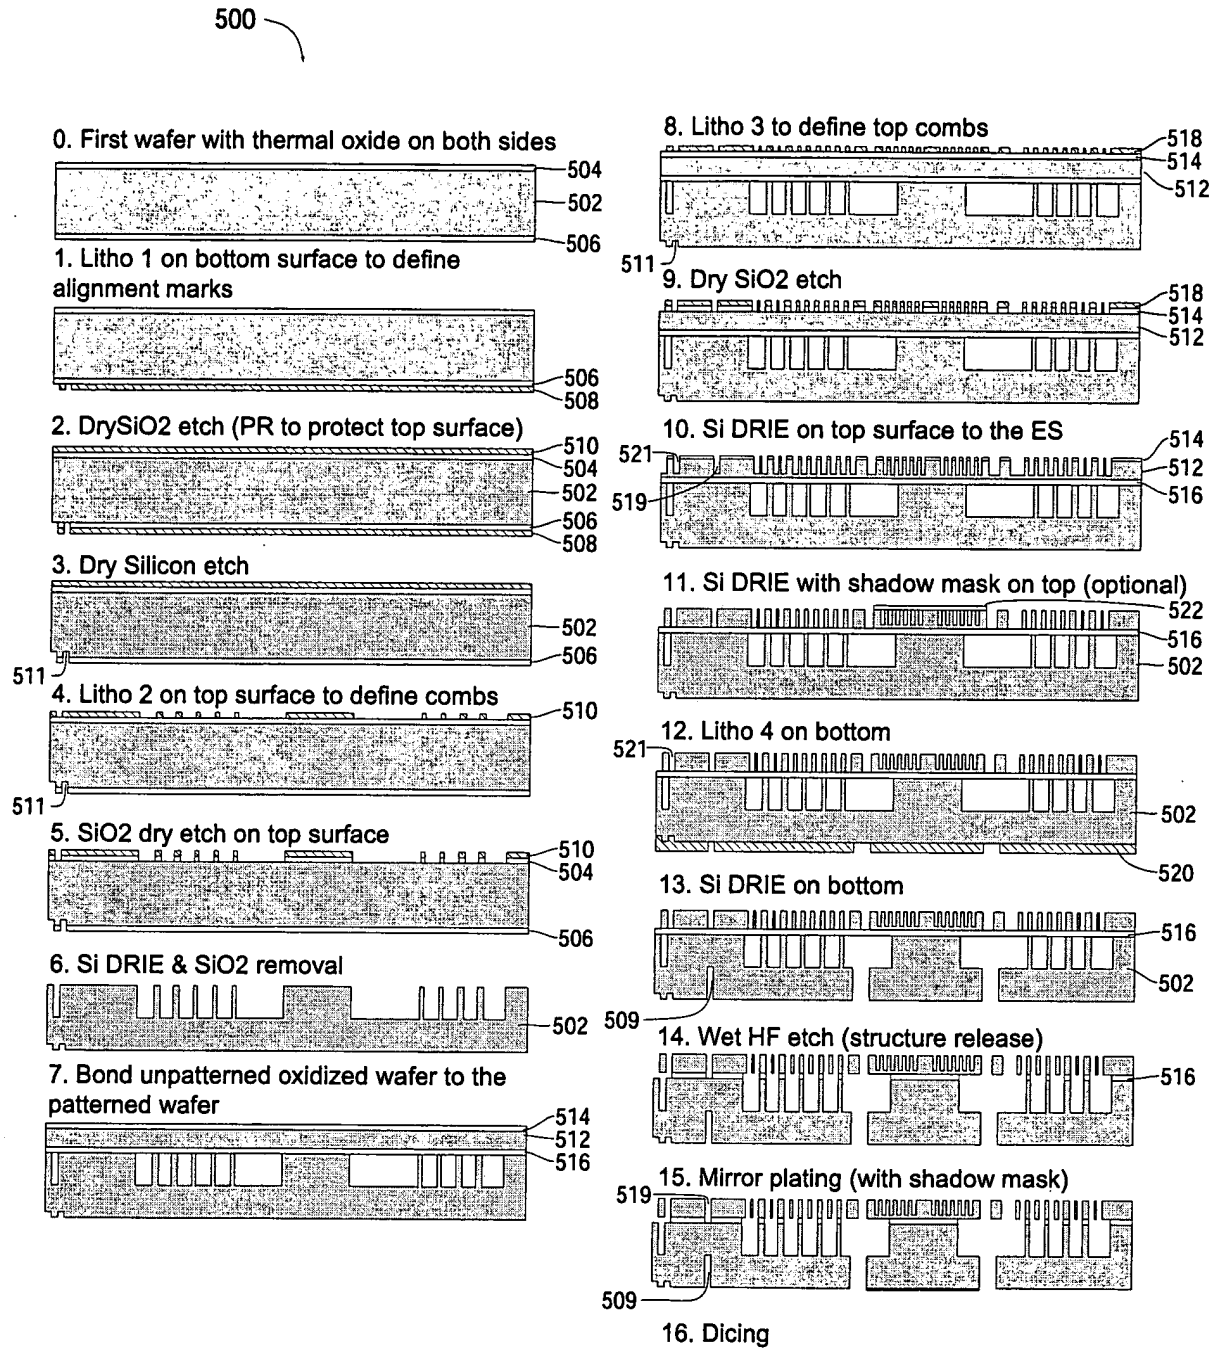 500
0. First wafer with thermal oxide on both sides
504
502
506
1. Litho 1 on bottom surface to define
alignment marks
506
508
2. DrySiO2 etch (PR to protect top surface)
510
504
502
506
508
3. Dry Silicon etch
502
506
511
4. Litho 2 on top surface to define combs
510
511
5. SiO2 dry etch on top surface
510
504
506
6. Si DRIE & SiO2 removal
502
7. Bond unpatterned oxidized wafer to the
patterned wafer
514
512
516
8. Litho 3 to define top combs
518
514
512
511
9. Dry SiO2 etch
518
514
512
10. Si DRIE on top surface to the ES
521
514
512
519
516
11. Si DRIE with shadow mask on top (optional)
522
516
502
12. Litho 4 on bottom
521
502
520
13. Si DRIE on bottom
516
502
509
14. Wet HF etch (structure release)
516
15. Mirror plating (with shadow mask)
519
509
16. Dicing